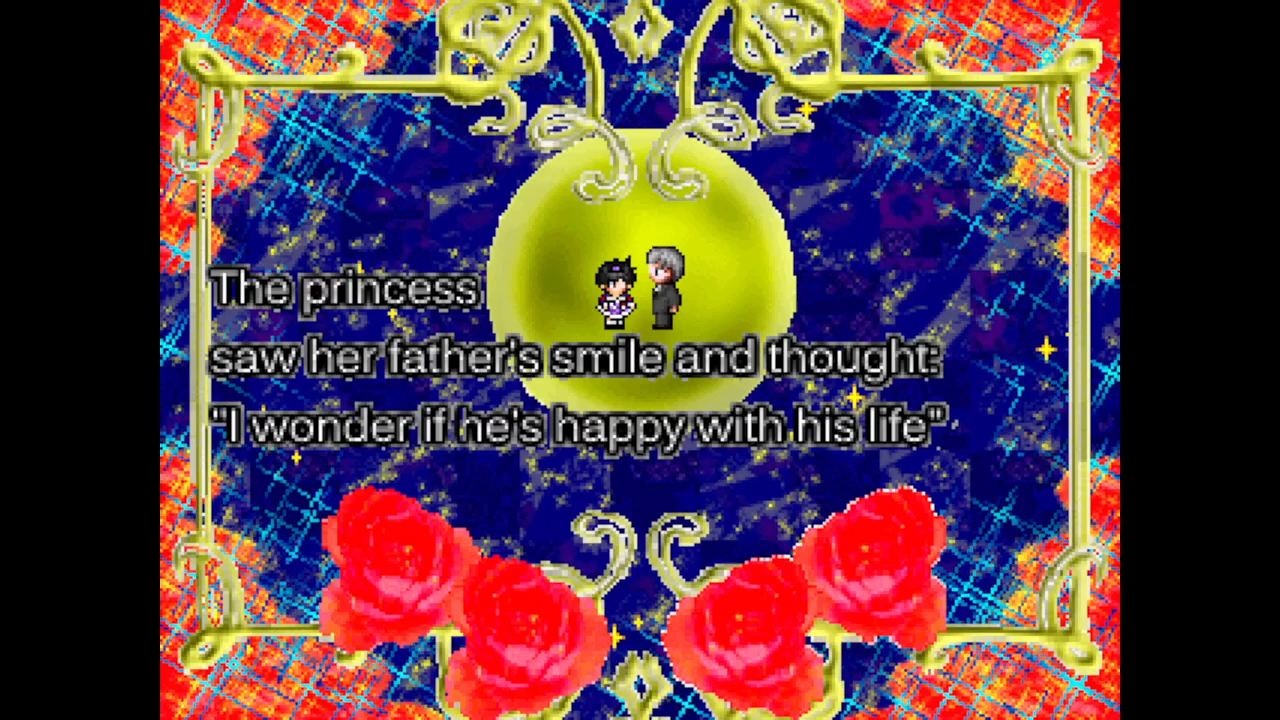 The princess
saw her father's smile and thought:
"I wonder if he's happy with his life"